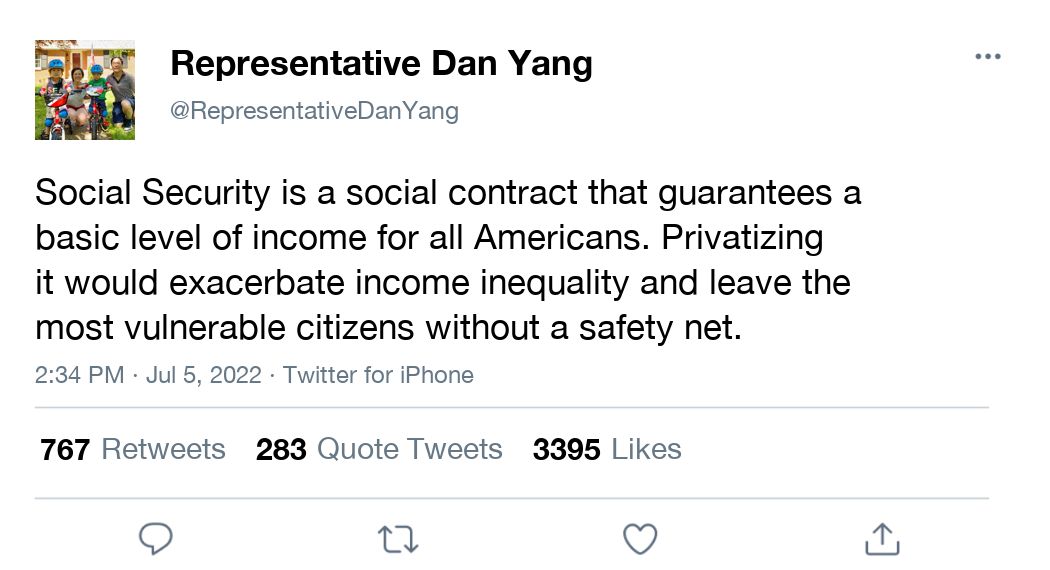 Representative Dan Yang
@RepresentativeDanYang
Social Security is a social contract that guarantees a
basic level of income for all Americans. Privatizing
it would exacerbate income inequality and leave the
most vulnerable citizens without a safety net.
2:34 PM · Jul 5, 2022 · Twitter for iPhone
767 Retweets 283 Quote Tweets 3395 Likes